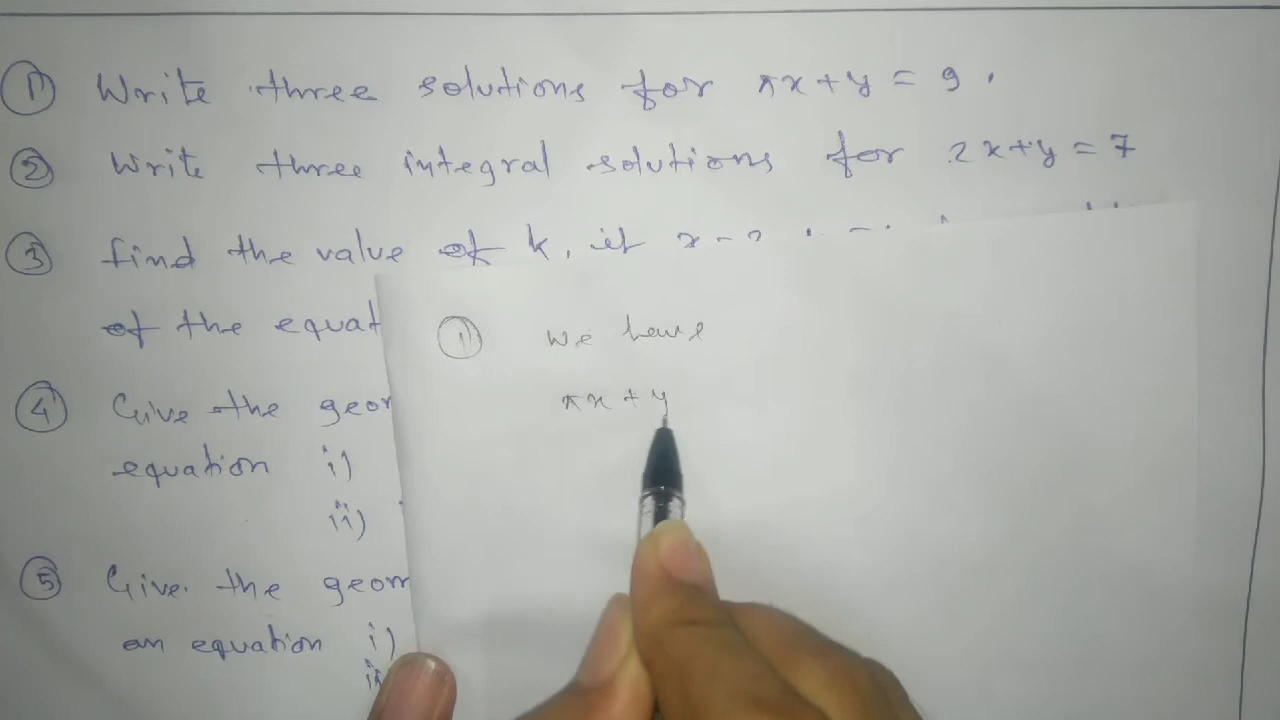 ① Write three solutions for πx + y = 9.
② Write three integral solutions for 2x+y = 7
③ find the value of k, if x
of the equat
④ Give the geor
equation i)
ii)
⑤ Give. the geom
an equation i)
ii
① We have
πx + y